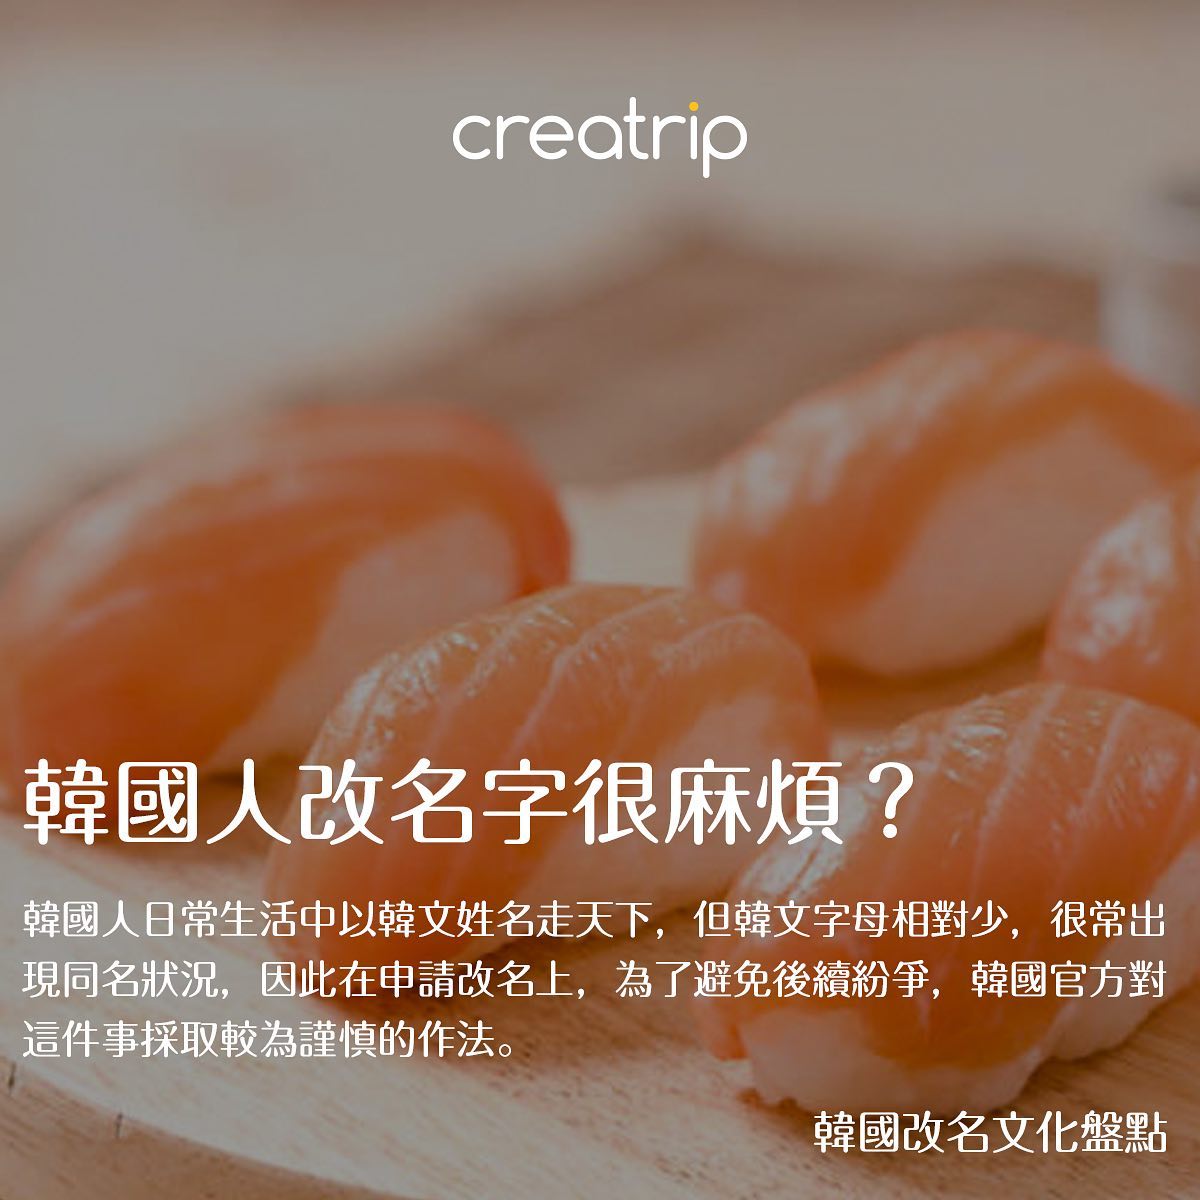 creatrip
韓國人改名字很麻煩？
韓國人日常生活中以韓文姓名走天下，但韓文字母相對少，很常出
現同名狀況，因此在申請改名上，為了避免後續紛爭，韓國官方對
這件事採取較為謹慎的作法。
韓國改名文化盤點